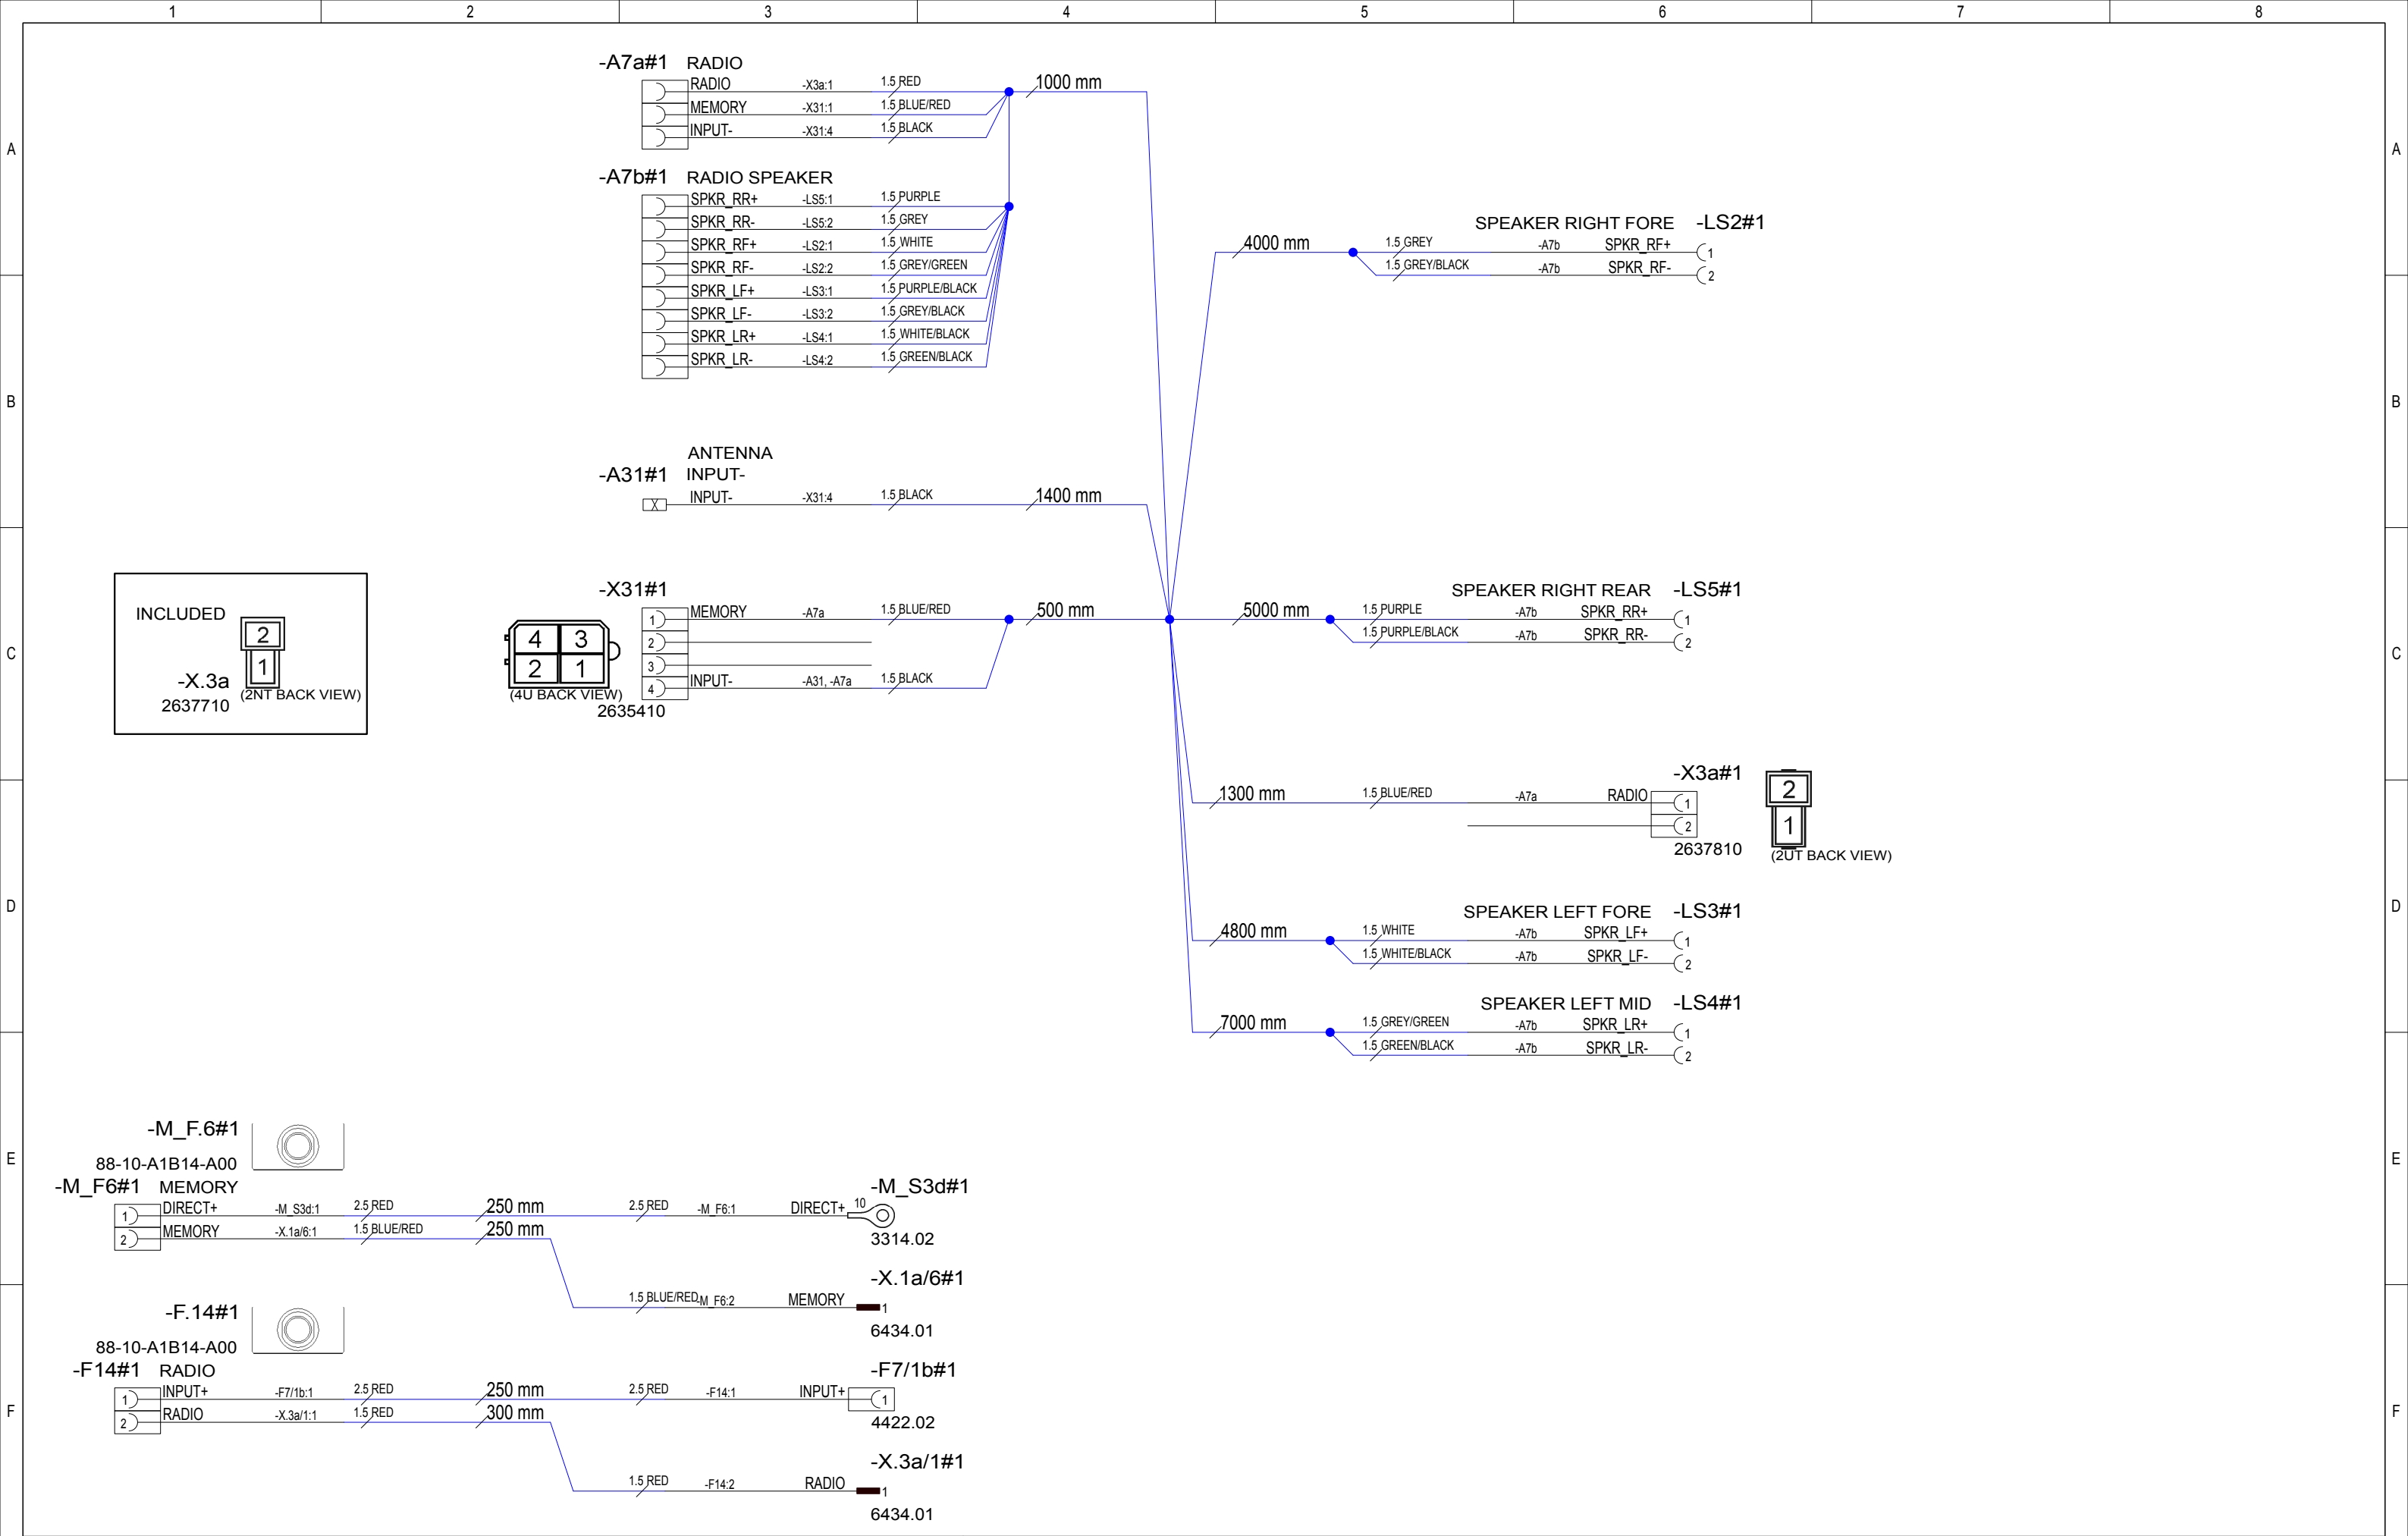 1 2 3 4 5 6 7 8
A A
B B
C C
D D
E E
F F
-A7a#1 RADIO
RADIO -X3a:1 1.5 RED 1000 mm
MEMORY -X31:1 1.5 BLUE/RED
INPUT- -X31:4 1.5 BLACK
-A7b#1 RADIO SPEAKER
SPKR_RR+ -LS5:1 1.5 PURPLE
SPKR_RR- -LS5:2 1.5 GREY
SPKR_RF+ -LS2:1 1.5 WHITE
SPKR_RF- -LS2:2 1.5 GREY/GREEN
SPKR_LF+ -LS3:1 1.5 PURPLE/BLACK
SPKR_LF- -LS3:2 1.5 GREY/BLACK
SPKR_LR+ -LS4:1 1.5 WHITE/BLACK
SPKR_LR- -LS4:2 1.5 GREEN/BLACK
SPEAKER RIGHT FORE -LS2#1
4000 mm 1.5 GREY -A7b SPKR_RF+ 1
1.5 GREY/BLACK -A7b SPKR_RF- 2
ANTENNA
-A31#1 INPUT-
X INPUT- -X31:4 1.5 BLACK 1400 mm
INCLUDED
2
1
-X.3a
2637710 (2NT BACK VIEW)
-X31#1
4 3
2 1
(4U BACK VIEW)
1 MEMORY -A7a 1.5 BLUE/RED 500 mm
2
3
4 INPUT- -A31, -A7a 1.5 BLACK
2635410
SPEAKER RIGHT REAR -LS5#1
5000 mm 1.5 PURPLE -A7b SPKR_RR+ 1
1.5 PURPLE/BLACK -A7b SPKR_RR- 2
-X3a#1
1300 mm 1.5 BLUE/RED -A7a RADIO 1
2
2637810
2
1
(2UT BACK VIEW)
SPEAKER LEFT FORE -LS3#1
4800 mm 1.5 WHITE -A7b SPKR_LF+ 1
1.5 WHITE/BLACK -A7b SPKR_LF- 2
SPEAKER LEFT MID -LS4#1
7000 mm 1.5 GREY/GREEN -A7b SPKR_LR+ 1
1.5 GREEN/BLACK -A7b SPKR_LR- 2
-M_F.6#1
88-10-A1B14-A00
-M_F6#1 MEMORY -M_S3d#1
1 DIRECT+ -M_S3d:1 2.5 RED 250 mm 2.5 RED -M_F6:1 DIRECT+ 10
2 MEMORY -X.1a/6:1 1.5 BLUE/RED 250 mm
3314.02
-X.1a/6#1
1.5 BLUE/RED -M_F6:2 MEMORY 1
6434.01
-F.14#1
88-10-A1B14-A00
-F14#1 RADIO -F7/1b#1
1 INPUT+ -F7/1b:1 2.5 RED 250 mm 2.5 RED -F14:1 INPUT+ 1
2 RADIO -X.3a/1:1 1.5 RED 300 mm
4422.02
-X.3a/1#1
1.5 RED -F14:2 RADIO 1
6434.01